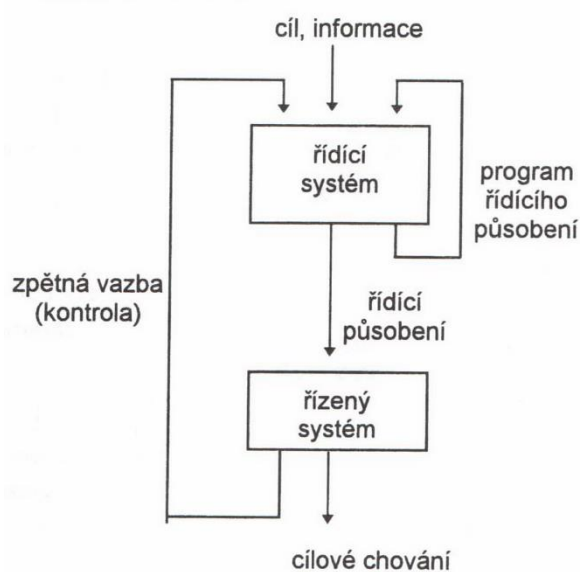 cíl, informace
řídící
systém
program
řídícího
působení
zpětná vazba
(kontrola)
řídící
působení
řízený
systém
cílové chování